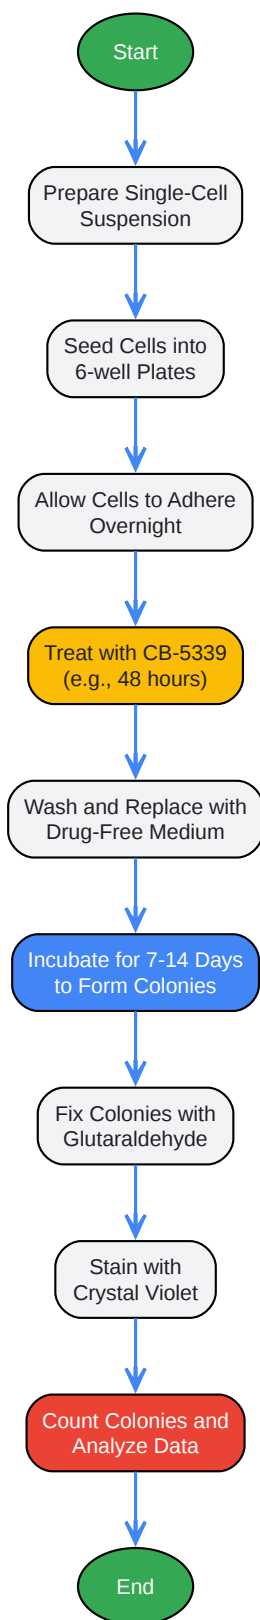 Start
Prepare Single-Cell
Suspension
Seed Cells into
6-well Plates
Allow Cells to Adhere
Overnight
Treat with CB-5339
(e.g., 48 hours)
Wash and Replace with
Drug-Free Medium
Incubate for 7-14 Days
to Form Colonies
Fix Colonies with
Glutaraldehyde
Stain with
Crystal Violet
Count Colonies and
Analyze Data
End